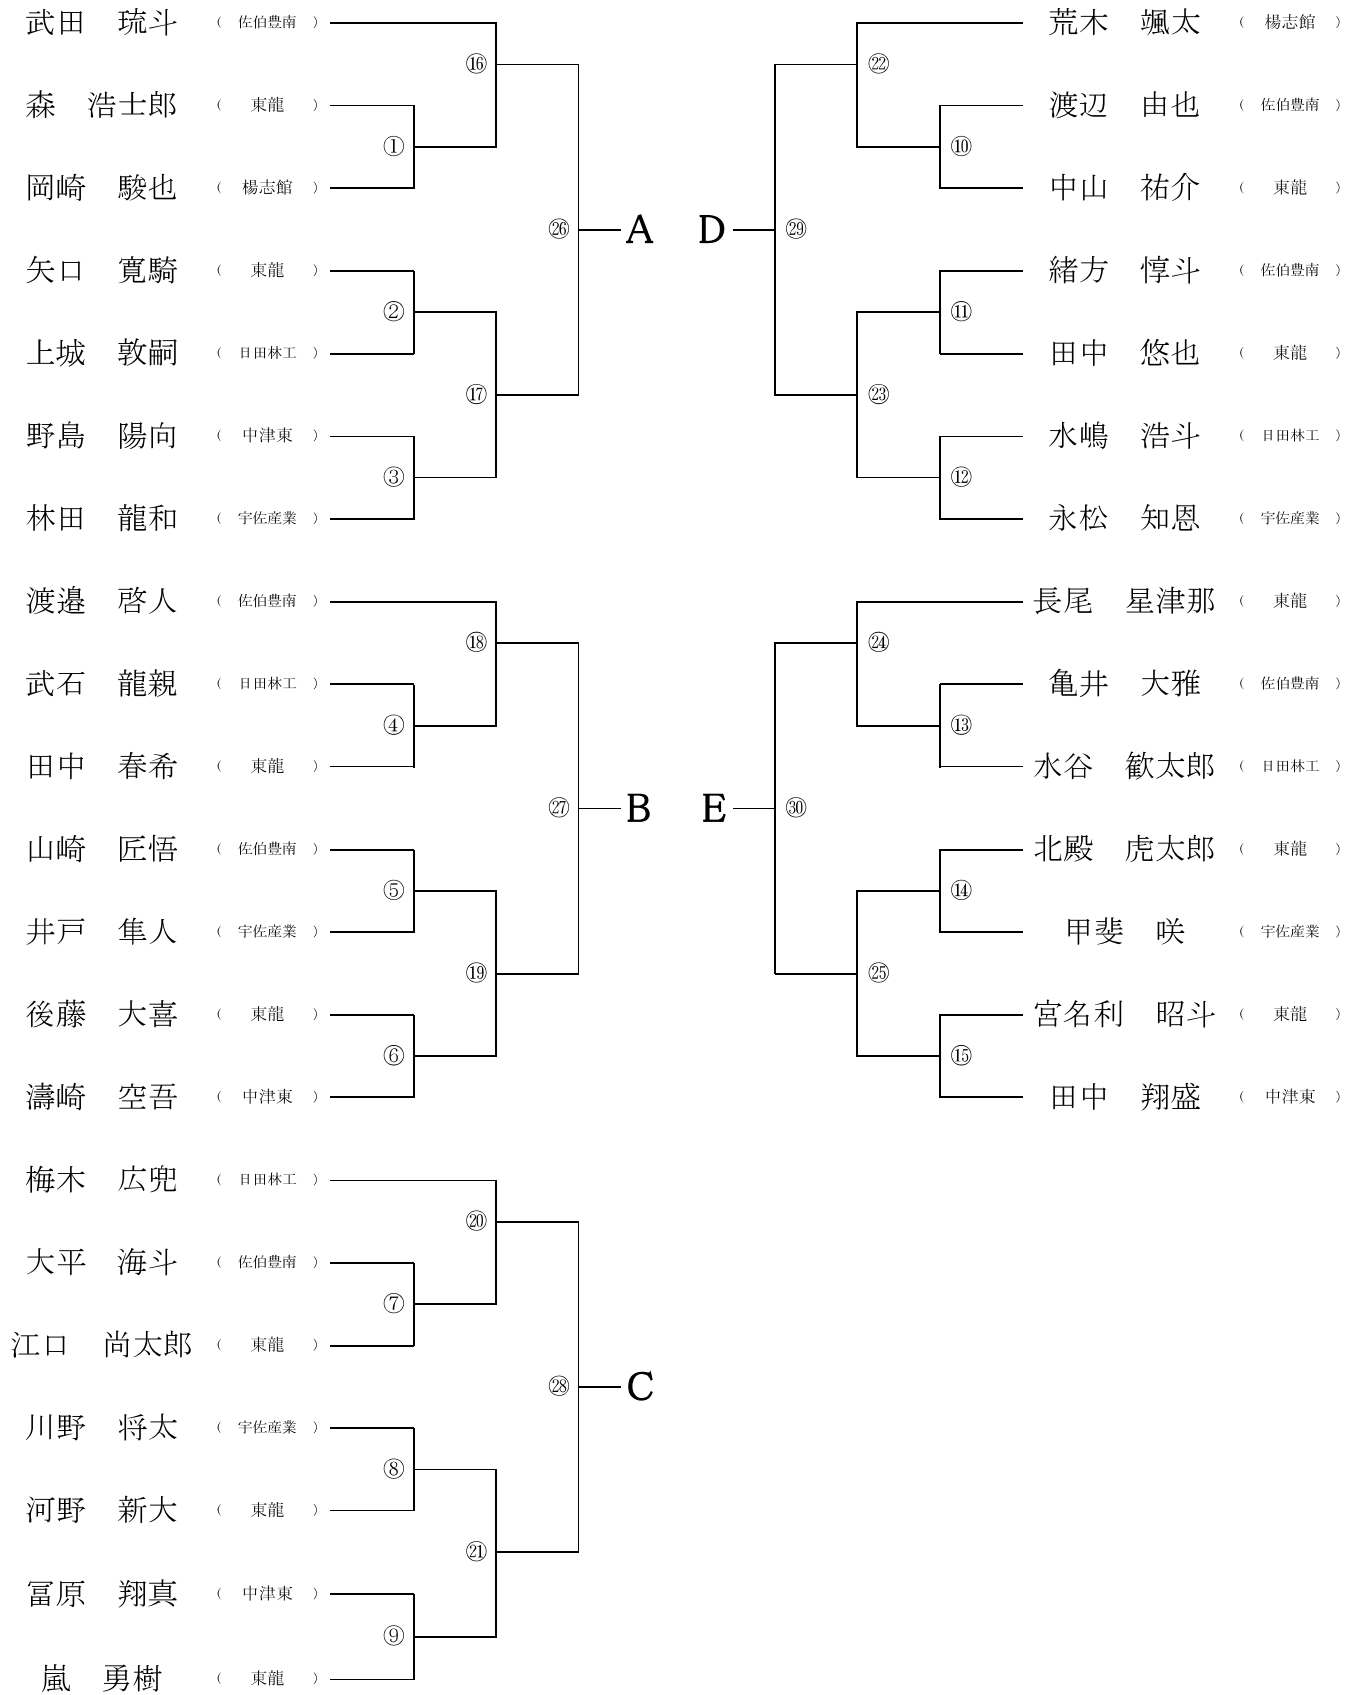 武田　琉斗 （ 佐伯豊南 ）
⑯
森　浩士郎 （ 東龍 ）
①
岡崎　駿也 （ 楊志館 ）
㉖ A
矢口　寛騎 （ 東龍 ）
②
上城　敦嗣 （ 日田林工 ）
⑰
野島　陽向 （ 中津東 ）
③
林田　龍和 （ 宇佐産業 ）
渡邉　啓人 （ 佐伯豊南 ）
⑱
武石　龍親 （ 日田林工 ）
④
田中　春希 （ 東龍 ）
㉗ B
山崎　匠悟 （ 佐伯豊南 ）
⑤
井戸　隼人 （ 宇佐産業 ）
⑲
後藤　大喜 （ 東龍 ）
⑥
濤崎　空吾 （ 中津東 ）
梅木　広兜 （ 日田林工 ）
⑳
大平　海斗 （ 佐伯豊南 ）
⑦
江口　尚太郎 （ 東龍 ）
㉘ C
川野　将太 （ 宇佐産業 ）
⑧
河野　新大 （ 東龍 ）
㉑
冨原　翔真 （ 中津東 ）
⑨
嵐　勇樹 （ 東龍 ）
荒木　颯太 （ 楊志館 ）
㉒
渡辺　由也 （ 佐伯豊南 ）
⑩
中山　祐介 （ 東龍 ）
D ㉙
緒方　惇斗 （ 佐伯豊南 ）
⑪
田中　悠也 （ 東龍 ）
㉓
水嶋　浩斗 （ 日田林工 ）
⑫
永松　知恩 （ 宇佐産業 ）
長尾　星津那 （ 東龍 ）
㉔
亀井　大雅 （ 佐伯豊南 ）
⑬
水谷　歓太郎 （ 日田林工 ）
E ㉚
北殿　虎太郎 （ 東龍 ）
⑭
甲斐　咲 （ 宇佐産業 ）
㉕
宮名利　昭斗 （ 東龍 ）
⑮
田中　翔盛 （ 中津東 ）